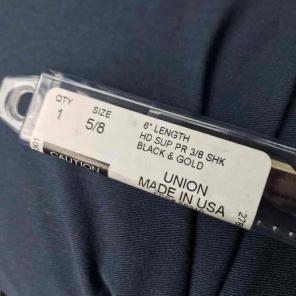 QTY
1
SIZE
5/8
6" LENGTH
HD SUP PR 3/8 SHK
BLACK & GOLD
UNION
MADE IN USA
CAUTION